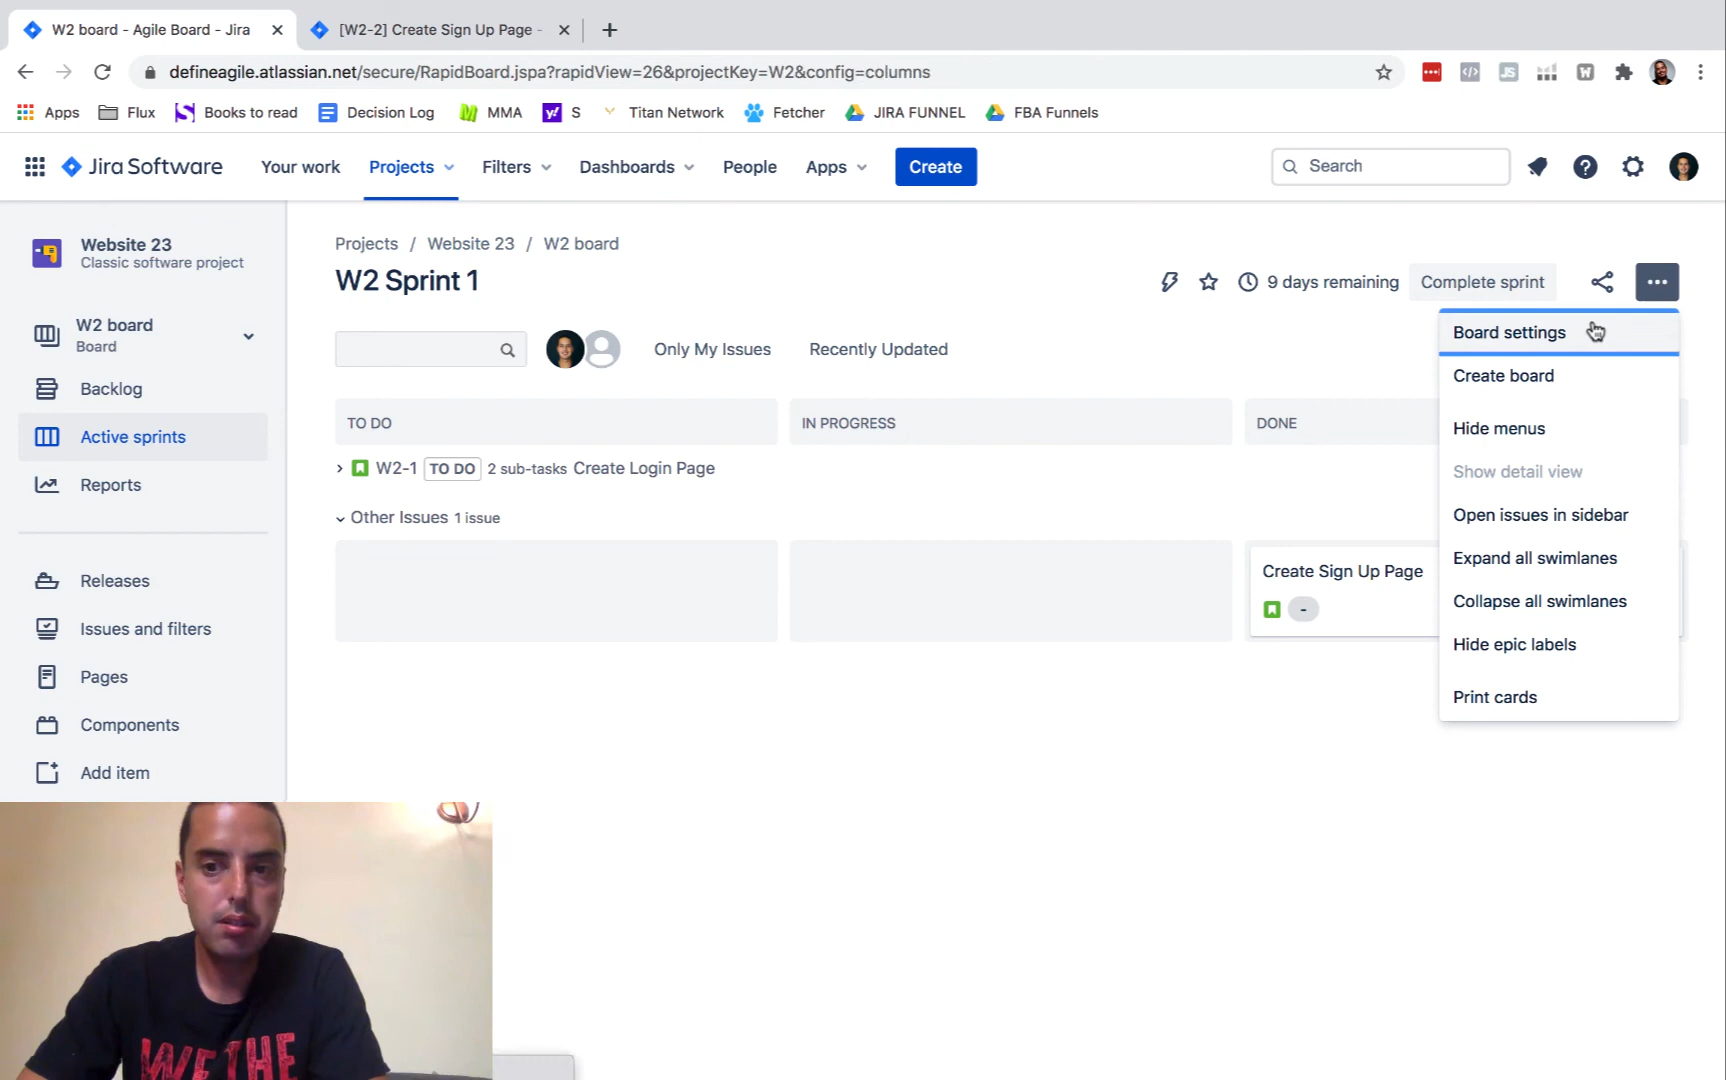 W2 board - Agile Board - Jira
[W2-2] Create Sign Up Page -
defineagile.atlassian.net/secure/RapidBoard.jspa?rapidView=26&projectKey=W2&config=columns
Apps
Flux
Books to read
Decision Log
MMA
y! S
Titan Network
Fetcher
JIRA FUNNEL
FBA Funnels
Jira Software
Your work
Projects
Filters
Dashboards
People
Apps
Create
Search
Website 23
Classic software project
W2 board
Board
Backlog
Active sprints
Reports
Releases
Issues and filters
Pages
Components
Add item
Projects / Website 23 / W2 board
W2 Sprint 1
9 days remaining
Complete sprint
Only My Issues
Recently Updated
TO DO
IN PROGRESS
DONE
W2-1 TO DO 2 sub-tasks Create Login Page
Other Issues 1 issue
Create Sign Up Page
-
Board settings
Create board
Hide menus
Show detail view
Open issues in sidebar
Expand all swimlanes
Collapse all swimlanes
Hide epic labels
Print cards
WE THE